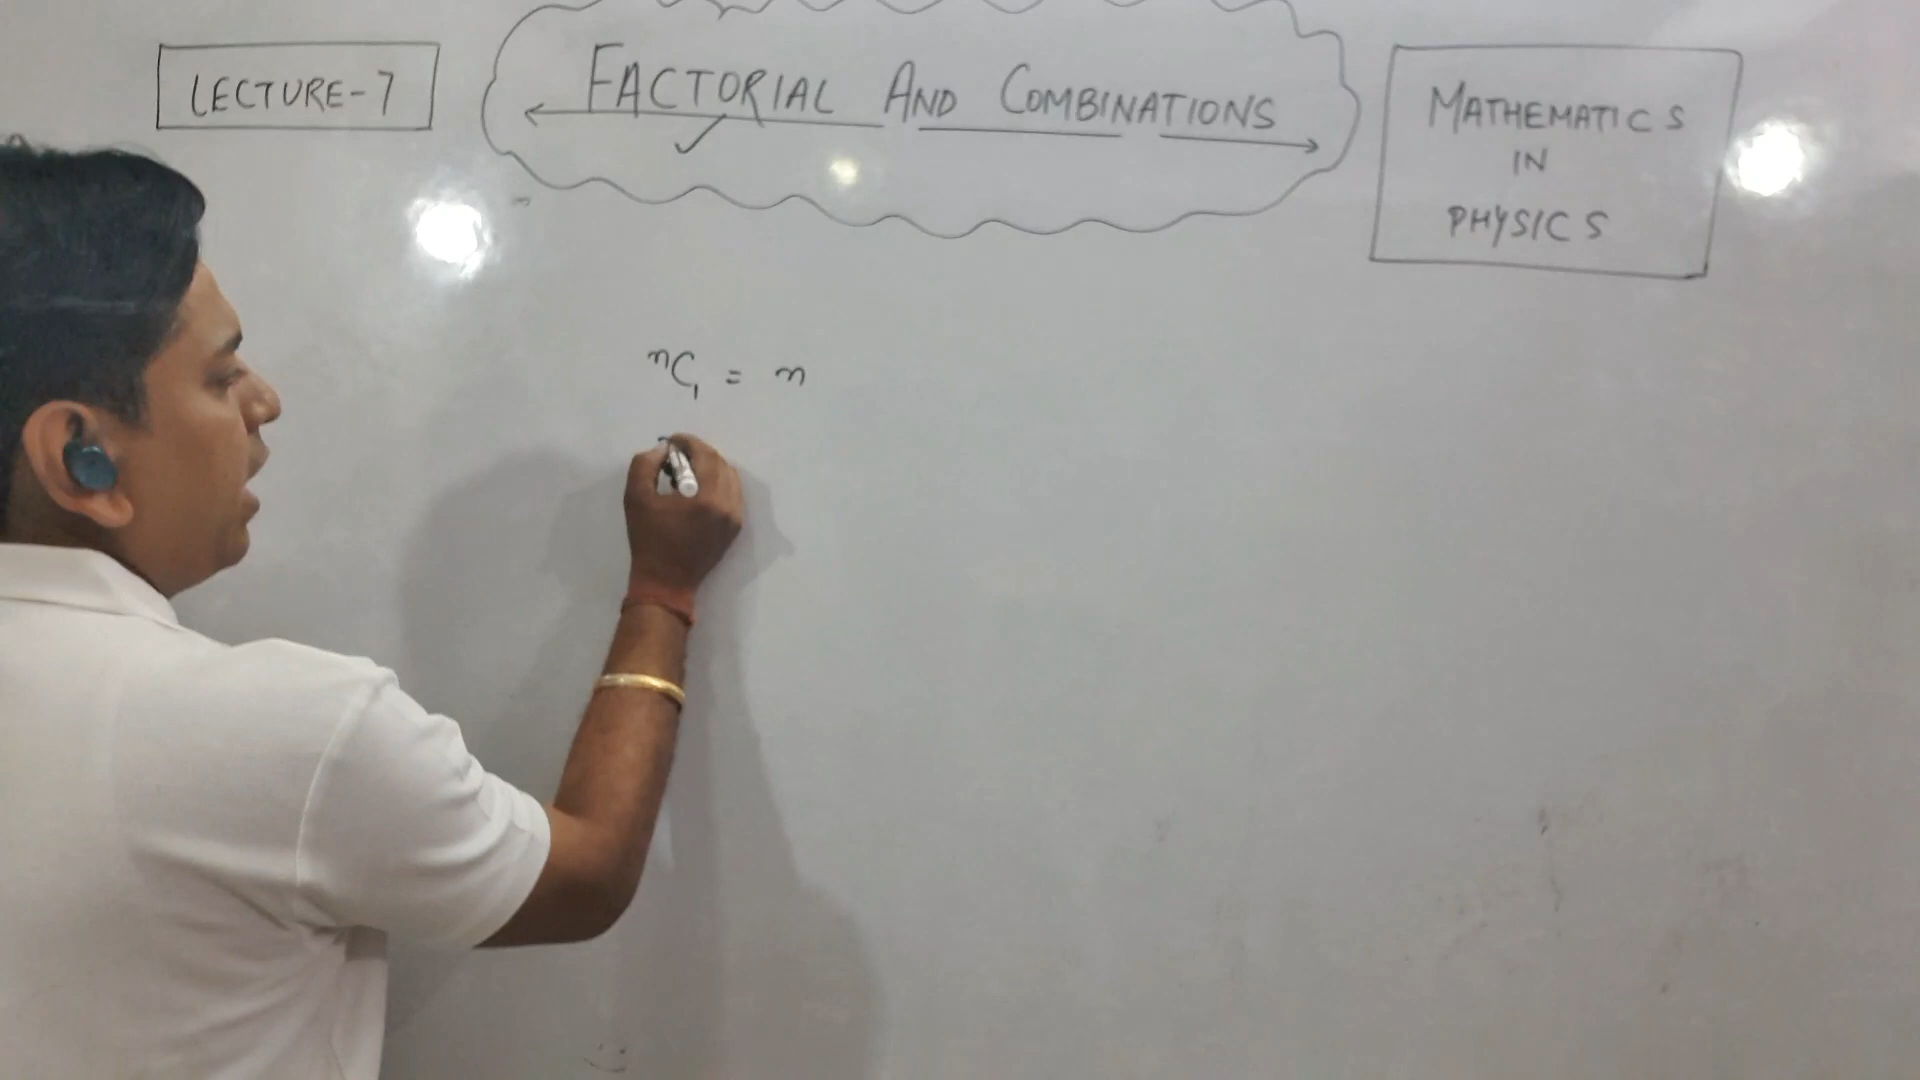 LECTURE-7
FACTORIAL AND COMBINATIONS
MATHEMATICS
IN
PHYSICS
ⁿC₁ = n